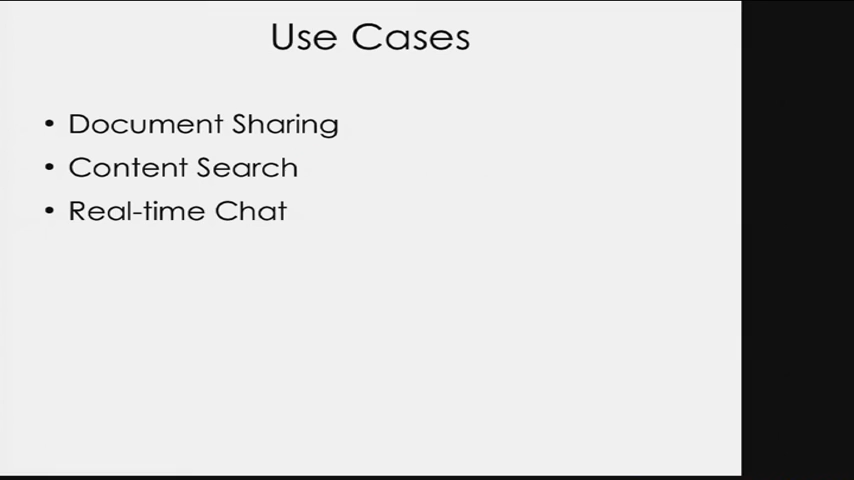 Use Cases
• Document Sharing
• Content Search
• Real-time Chat